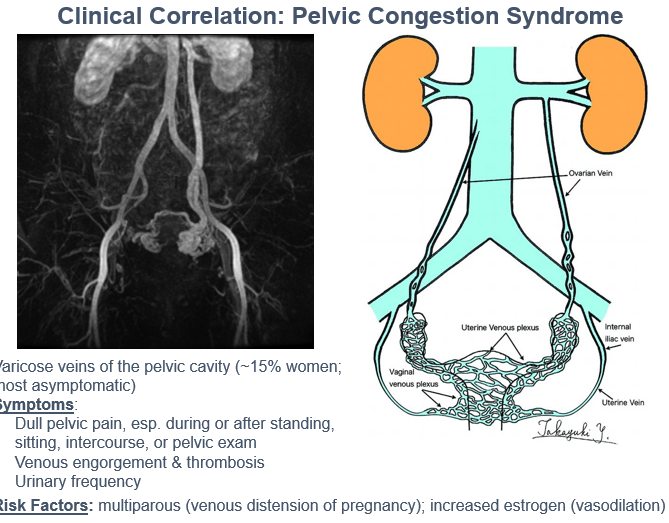 Clinical Correlation: Pelvic Congestion Syndrome
Ovarian Vein
Uterine Venous plexus
Internal
iliac vein
Vaginal
venous plexus
Uterine Vein
Takayuki Y.
Varicose veins of the pelvic cavity (~15% women;
most asymptomatic)
Symptoms:
Dull pelvic pain, esp. during or after standing,
sitting, intercourse, or pelvic exam
Venous engorgement & thrombosis
Urinary frequency
Risk Factors: multiparous (venous distension of pregnancy); increased estrogen (vasodilation)